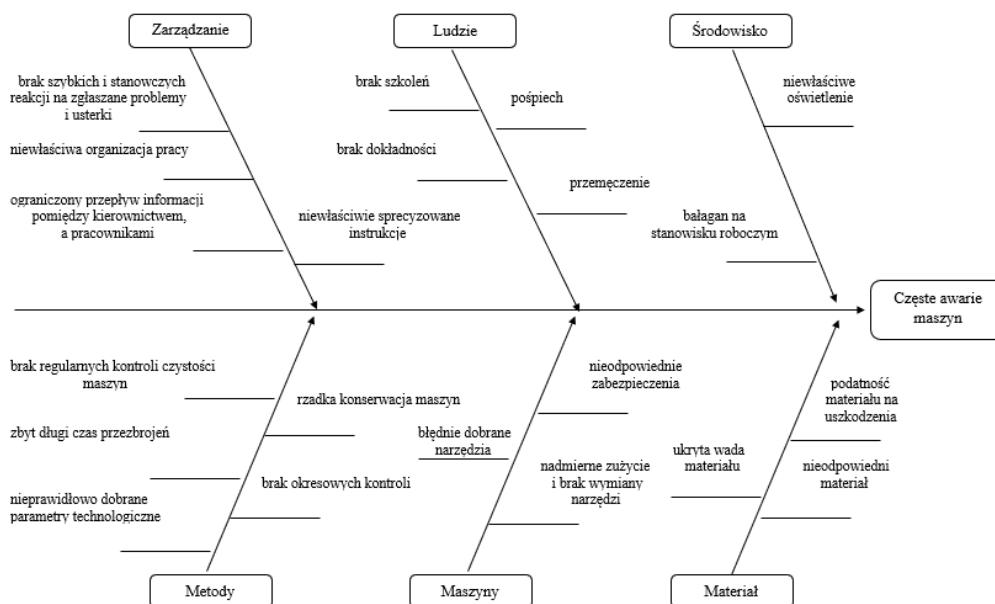 Zarządzanie
Ludzie
Środowisko
brak szybkich i stanowczych
reakcji na zgłaszane problemy
i usterki
niewłaściwa organizacja pracy
ograniczony przepływ informacji
pomiędzy kierownictwem,
a pracownikami
niewłaściwie sprecyzowane
instrukcje
brak szkoleń
pośpiech
brak dokładności
przemęczenie
niewłaściwe
oświetlenie
bałagan na
stanowisku roboczym
Częste awarie
maszyn
brak regularnych kontroli czystości
maszyn
rzadka konserwacja maszyn
zbyt długi czas przezbrojeń
brak okresowych kontroli
nieprawidłowo dobrane
parametry technologiczne
nieodpowiednie
zabezpieczenia
błędnie dobrane
narzędzia
nadmierne zużycie
i brak wymiany
narzędzi
podatność
materiału na
uszkodzenia
ukryta wada
materiału
nieodpowiedni
materiał
Metody
Maszyny
Materiał